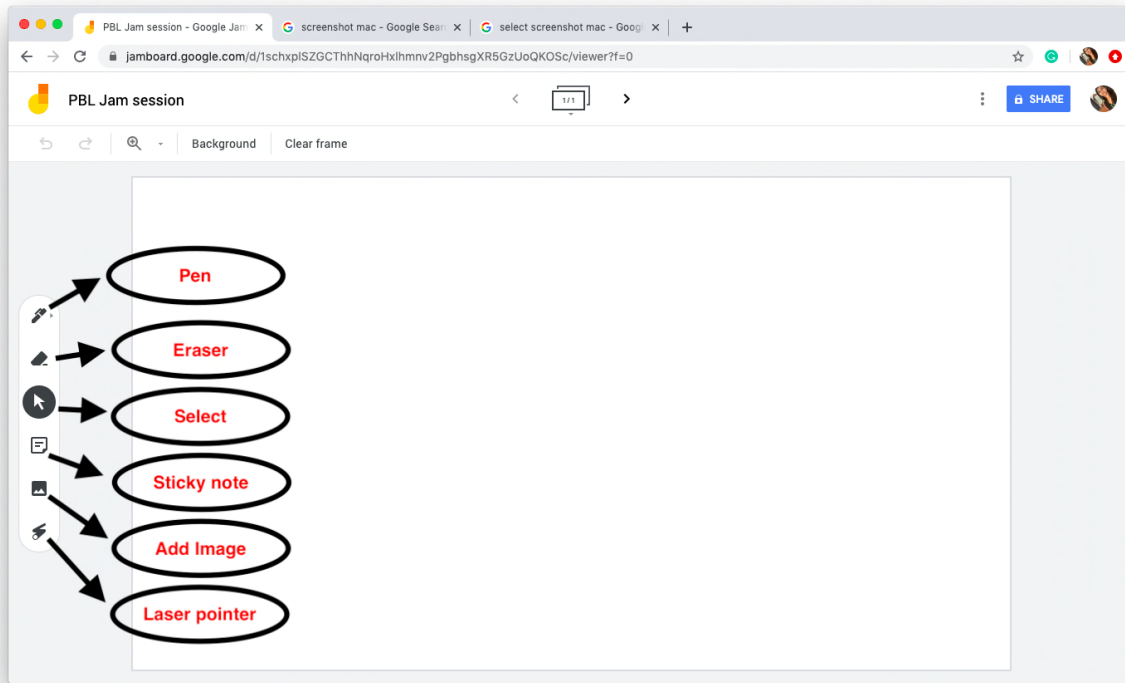 PBL Jam session - Google Jam
screenshot mac - Google Sear
select screenshot mac - Googl
jamboard.google.com/d/1schxplSZGCThhNqroHxlhmnv2PgbhsgXR5GzUoQKOSc/viewer?f=0
PBL Jam session
1/1
SHARE
Background
Clear frame
Pen
Eraser
Select
Sticky note
Add Image
Laser pointer